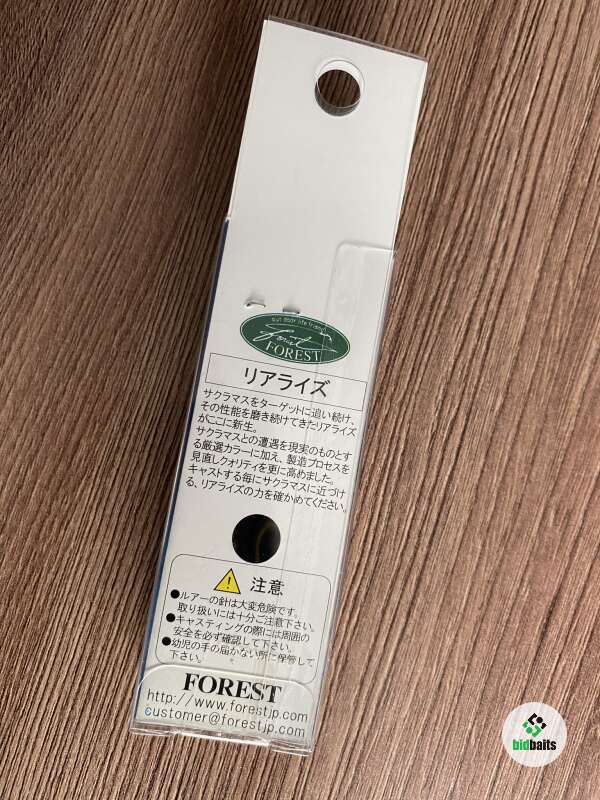 out door life friend
Forest
FOREST
リアライズ
サクラマスをターゲットに追い続け、
その性能を磨き続けてきたリアライズ
がここに新生。
サクラマスとの遭遇を現実のものとす
る厳選カラーに加え、製造プロセスを
見直しクォリティを更に高めました。
キャストする毎にサクラマスに近づけ
る、リアライズの力を確かめてください。
注意
●ルアーの針は大変危険です。
取り扱いには十分ご注意下さい。
●キャスティングの際には周囲の
安全を必ず確認して下さい。
●幼児の手の届かない所に保管して
下さい。
FOREST
http://www.forestjp.com
customer@forestjp.com
bidbaits